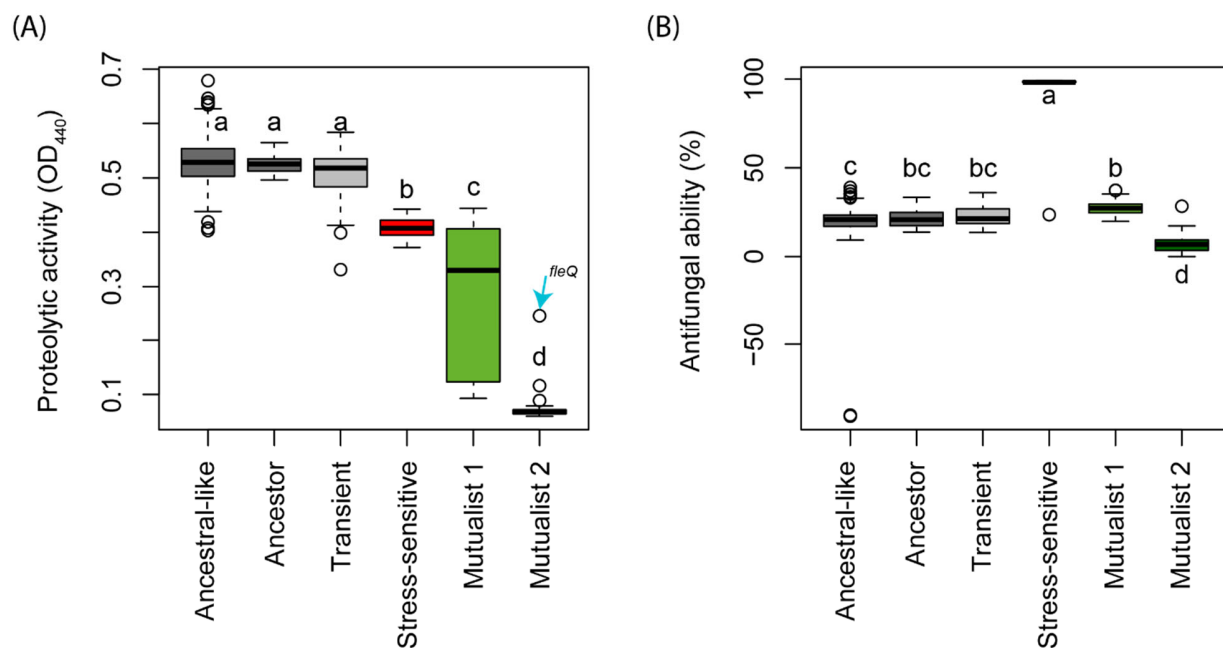 (A)
Proteolytic activity (OD440)
0.7
0.5
0.3
0.1
a
a
a
b
c
d
fleQ
Ancestral-like
Ancestor
Transient
Stress-sensitive
Mutualist 1
Mutualist 2
(B)
Antifungal ability (%)
100
50
0
−50
c
bc
bc
a
b
d
Ancestral-like
Ancestor
Transient
Stress-sensitive
Mutualist 1
Mutualist 2